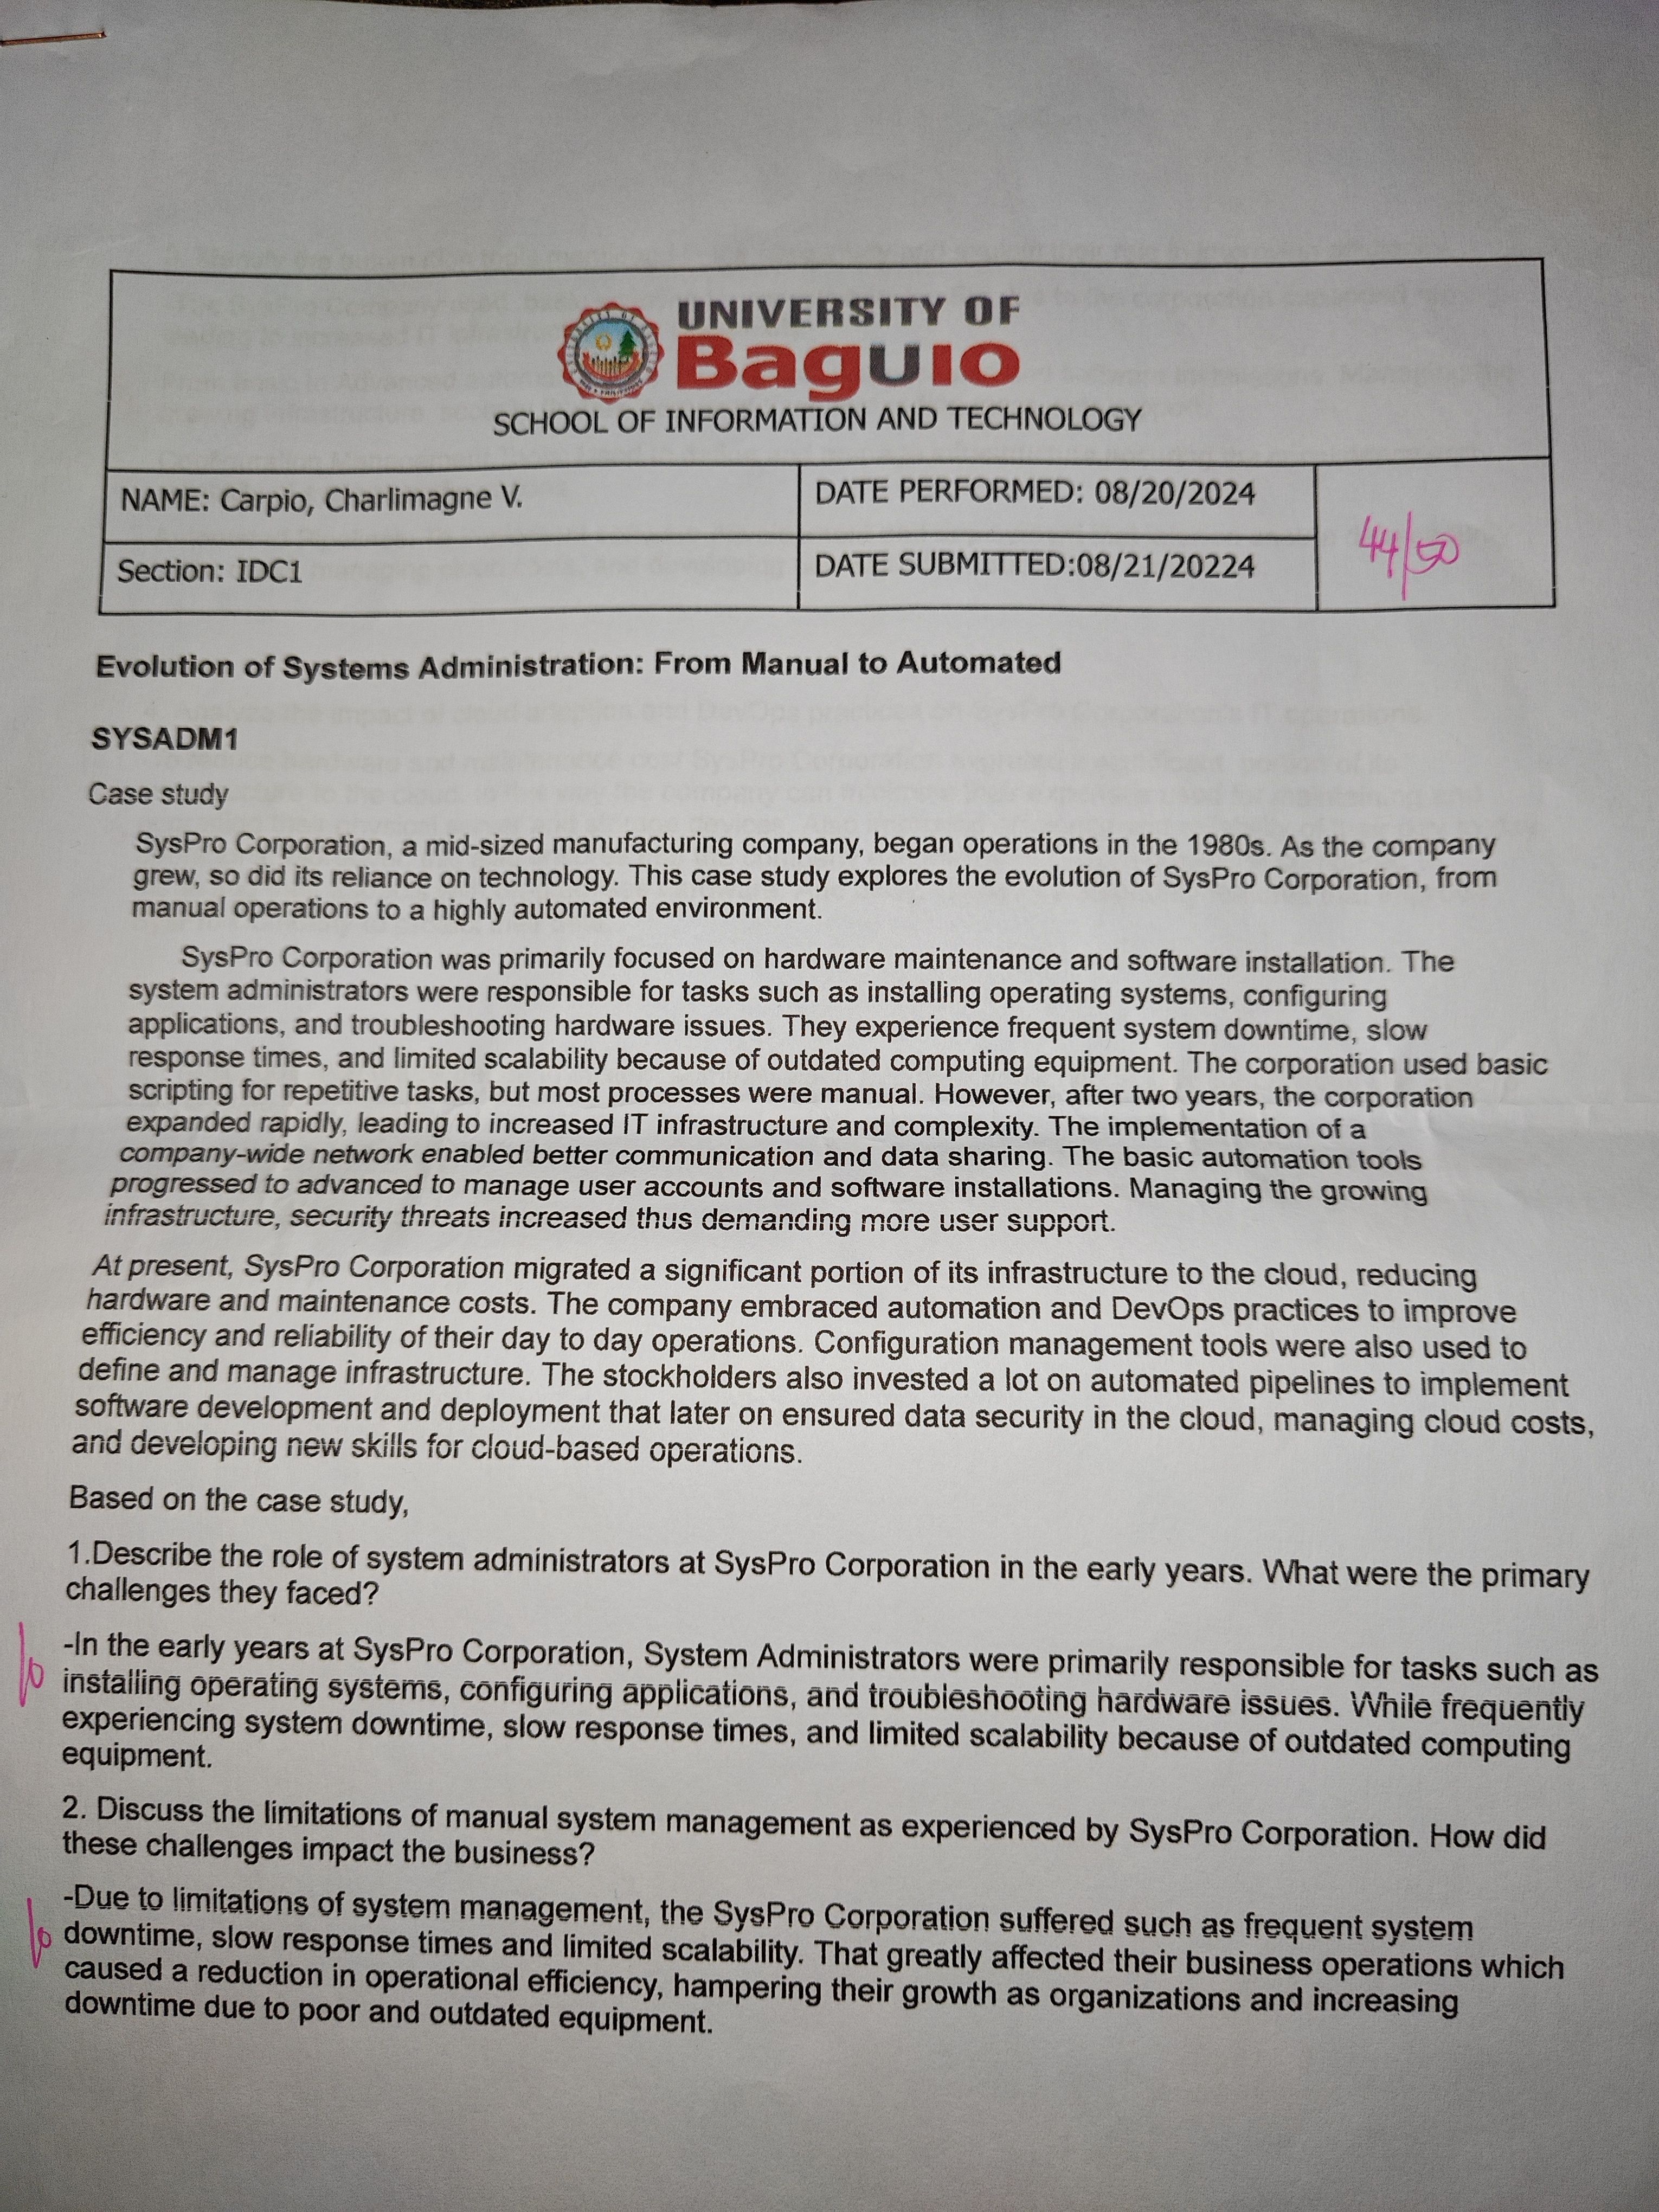 UNIVERSITY OF
BaguIO
SCHOOL OF INFORMATION AND TECHNOLOGY
NAME: Carpio, Charlimagne V.
DATE PERFORMED: 08/20/2024
44/50
Section: IDC1
DATE SUBMITTED:08/21/20224
Evolution of Systems Administration: From Manual to Automated
SYSADM1
Case study
SysPro Corporation, a mid-sized manufacturing company, began operations in the 1980s. As the company
grew, so did its reliance on technology. This case study explores the evolution of SysPro Corporation, from
manual operations to a highly automated environment.
SysPro Corporation was primarily focused on hardware maintenance and software installation. The
system administrators were responsible for tasks such as installing operating systems, configuring
applications, and troubleshooting hardware issues. They experience frequent system downtime, slow
response times, and limited scalability because of outdated computing equipment. The corporation used basic
scripting for repetitive tasks, but most processes were manual. However, after two years, the corporation
expanded rapidly, leading to increased IT infrastructure and complexity. The implementation of a
company-wide network enabled better communication and data sharing. The basic automation tools
progressed to advanced to manage user accounts and software installations. Managing the growing
infrastructure, security threats increased thus demanding more user support.
At present, SysPro Corporation migrated a significant portion of its infrastructure to the cloud, reducing
hardware and maintenance costs. The company embraced automation and DevOps practices to improve
efficiency and reliability of their day to day operations. Configuration management tools were also used to
define and manage infrastructure. The stockholders also invested a lot on automated pipelines to implement
software development and deployment that later on ensured data security in the cloud, managing cloud costs,
and developing new skills for cloud-based operations.
Based on the case study,
1.Describe the role of system administrators at SysPro Corporation in the early years. What were the primary
challenges they faced?
10
-In the early years at SysPro Corporation, System Administrators were primarily responsible for tasks such as
installing operating systems, configuring applications, and troubleshooting hardware issues. While frequently
experiencing system downtime, slow response times, and limited scalability because of outdated computing
equipment.
2. Discuss the limitations of manual system management as experienced by SysPro Corporation. How did
these challenges impact the business?
10
-Due to limitations of system management, the SysPro Corporation suffered such as frequent system
downtime, slow response times and limited scalability. That greatly affected their business operations which
caused a reduction in operational efficiency, hampering their growth as organizations and increasing
downtime due to poor and outdated equipment.